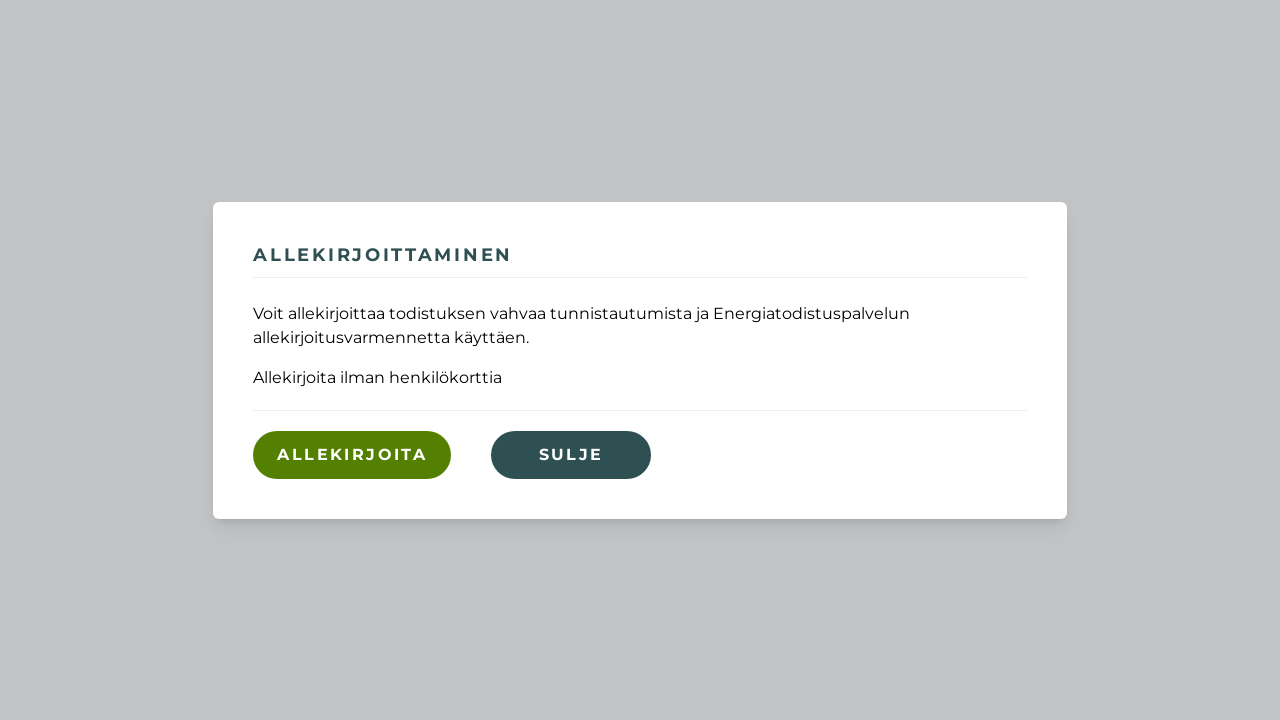 ALLEKIRJOITTAMINEN
Voit allekirjoittaa todistuksen vahvaa tunnistautumista ja Energiatodistuspalvelun
allekirjoitusvarmennetta käyttäen.
Allekirjoita ilman henkilökorttia
ALLEKIRJOITA
SULJE